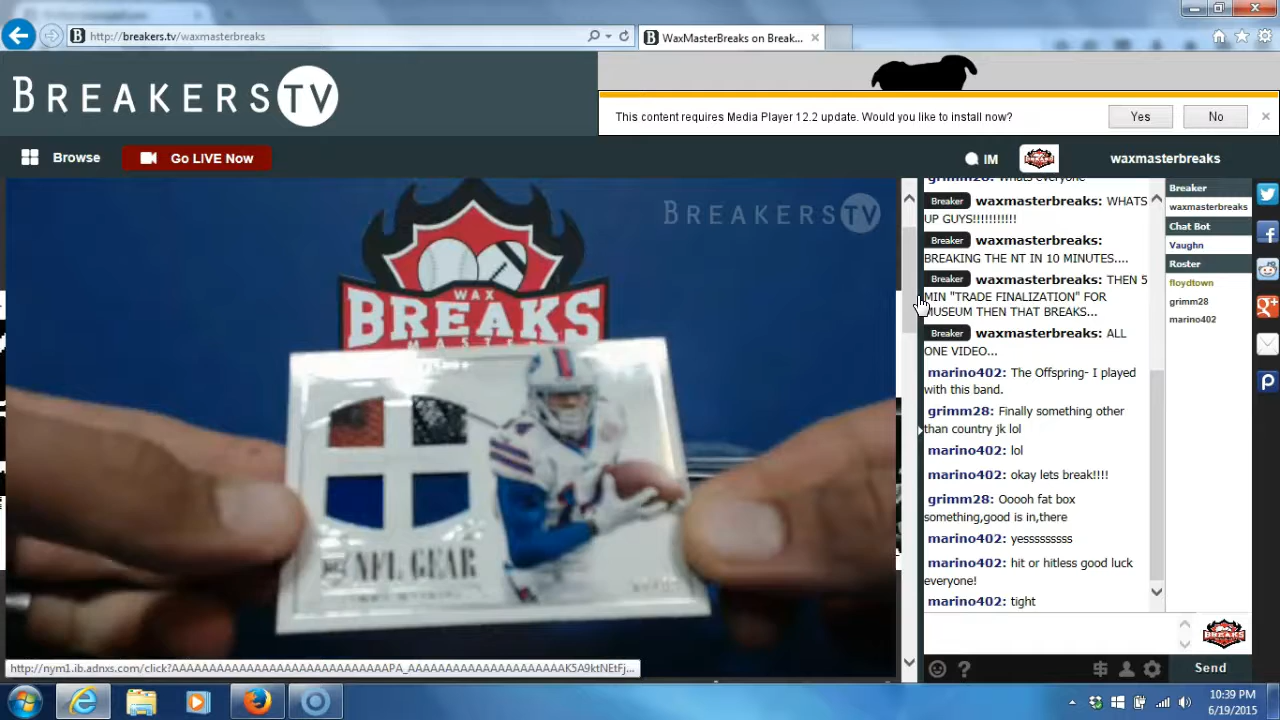 http://breakers.tv/waxmasterbreaks
WaxMasterBreaks on Break...
BREAKERS TV
This content requires Media Player 12.2 update. Would you like to install now?
Yes
No
Browse
Go LIVE Now
IM
waxmasterbreaks
BREAKERS TV
WAX
BREAKS
MASTER
NFL GEAR
Breaker waxmasterbreaks: WHATS
UP GUYS!!!!!!!!!!!
Breaker waxmasterbreaks:
BREAKING THE NT IN 10 MINUTES....
Breaker waxmasterbreaks: THEN 5
MIN "TRADE FINALIZATION" FOR
MUSEUM THEN THAT BREAKS...
Breaker waxmasterbreaks: ALL
ONE VIDEO...
marino402: The Offspring- I played
with this band.
grimm28: Finally something other
than country jk lol
marino402: lol
marino402: okay lets break!!!!
grimm28: Ooooh fat box
something,good is in,there
marino402: yesssssssss
marino402: hit or hitless good luck
everyone!
marino402: tight
Breaker
waxmasterbreaks
Chat Bot
Vaughn
Roster
floydtown
grimm28
marino402
BREAKS
Send
10:39 PM
6/19/2015